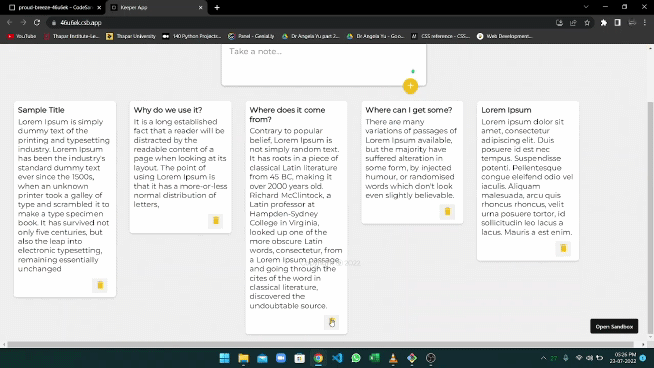 proud-breeze-46u6ek - CodeSan
Keeper App
46u6ek.csb.app
YouTube
Thapar Institute-Le...
Thapar University
140 Python Projects...
Panel - Genial.ly
Dr Angela Yu part 2...
Dr Angela Yu - Goo...
CSS reference - CSS...
Web Development...
Take a note...
Sample Title
Lorem Ipsum is simply
dummy text of the
printing and typesetting
industry. Lorem Ipsum
has been the industry's
standard dummy text
ever since the 1500s,
when an unknown
printer took a galley of
type and scrambled it to
make a type specimen
book. It has survived not
only five centuries, but
also the leap into
electronic typesetting,
remaining essentially
unchanged
Why do we use it?
It is a long established
fact that a reader will be
distracted by the
readable content of a
page when looking at its
layout. The point of
using Lorem Ipsum is
that it has a more-or-less
normal distribution of
letters,
Where does it come
from?
Contrary to popular
belief, Lorem Ipsum is
not simply random text.
It has roots in a piece of
classical Latin literature
from 45 BC, making it
over 2000 years old.
Richard McClintock, a
Latin professor at
Hampden-Sydney
College in Virginia,
looked up one of the
more obscure Latin
words, consectetur, from
a Lorem Ipsum passage,
and going through the
cites of the word in
classical literature,
discovered the
undoubtable source.
Where can I get some?
There are many
variations of passages of
Lorem Ipsum available,
but the majority have
suffered alteration in
some form, by injected
humour, or randomised
words which don't look
even slightly believable.
Lorem Ipsum
Lorem ipsum dolor sit
amet, consectetur
adipiscing elit. Duis
posuere id est nec
tempus. Suspendisse
potenti. Pellentesque
congue eleifend odio vel
iaculis. Aliquam
malesuada, arcu quis
rhoncus rhoncus, velit
urna posuere tortor, id
sollicitudin leo lacus a
lacus. Mauris a est enim.
2022
Open Sandbox
27
05:26 PM
23-07-2022